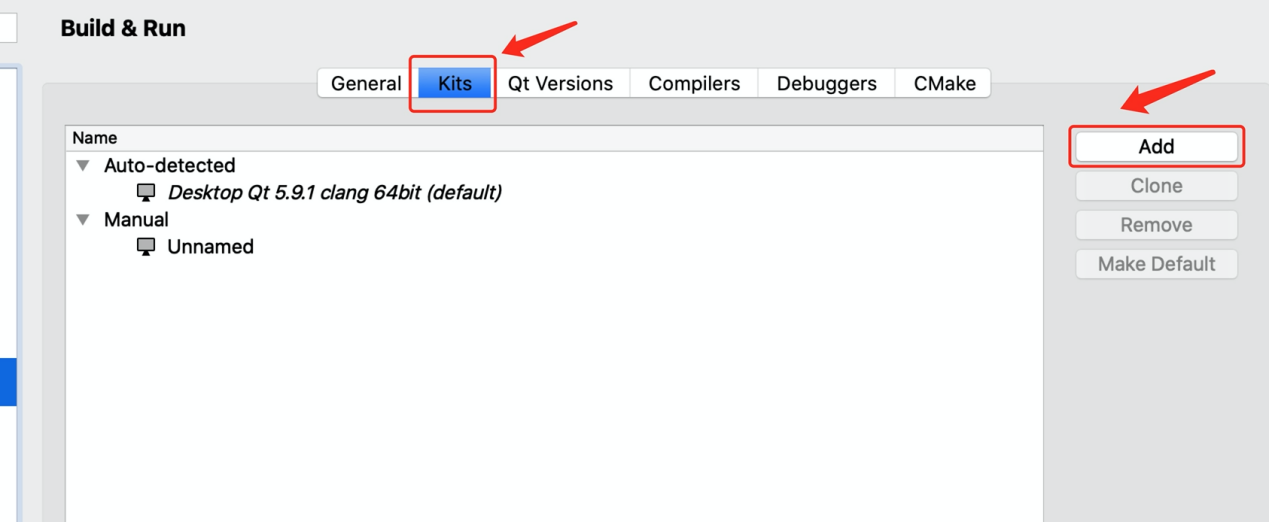 Build & Run
General Kits Qt Versions Compilers Debuggers CMake
Name
Auto-detected
Desktop Qt 5.9.1 clang 64bit (default)
Manual
Unnamed
Add
Clone
Remove
Make Default